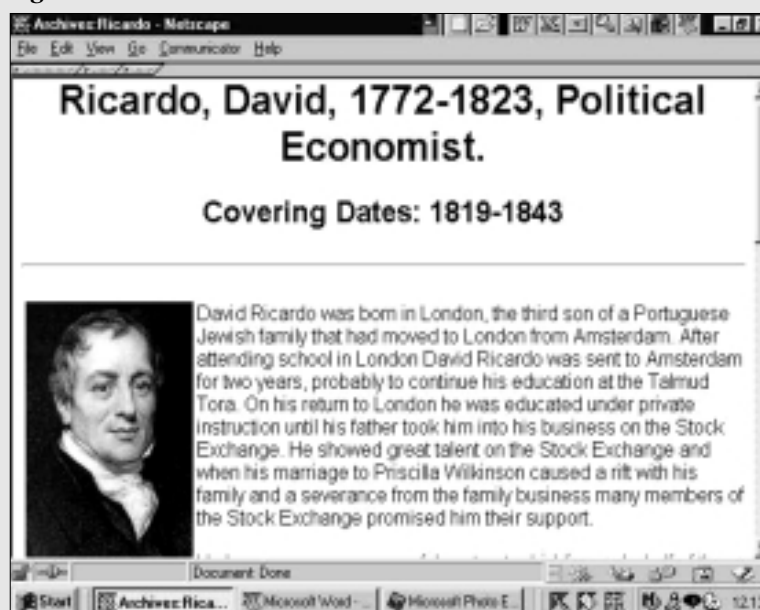 Archives:Ricardo - Netscape
File Edit View Go Communicator Help
Ricardo, David, 1772-1823, Political
Economist.
Covering Dates: 1819-1843
David Ricardo was born in London, the third son of a Portuguese
Jewish family that had moved to London from Amsterdam. After
attending school in London David Ricardo was sent to Amsterdam
for two years, probably to continue his education at the Talmud
Tora. On his return to London he was educated under private
instruction until his father took him into his business on the Stock
Exchange. He showed great talent on the Stock Exchange and
when his marriage to Priscilla Wilkinson caused a rift with his
family and a severance from the family business many members of
the Stock Exchange promised him their support.
Document Done
Start Archives:Rica... Microsoft Word - ... Microsoft Photo E...